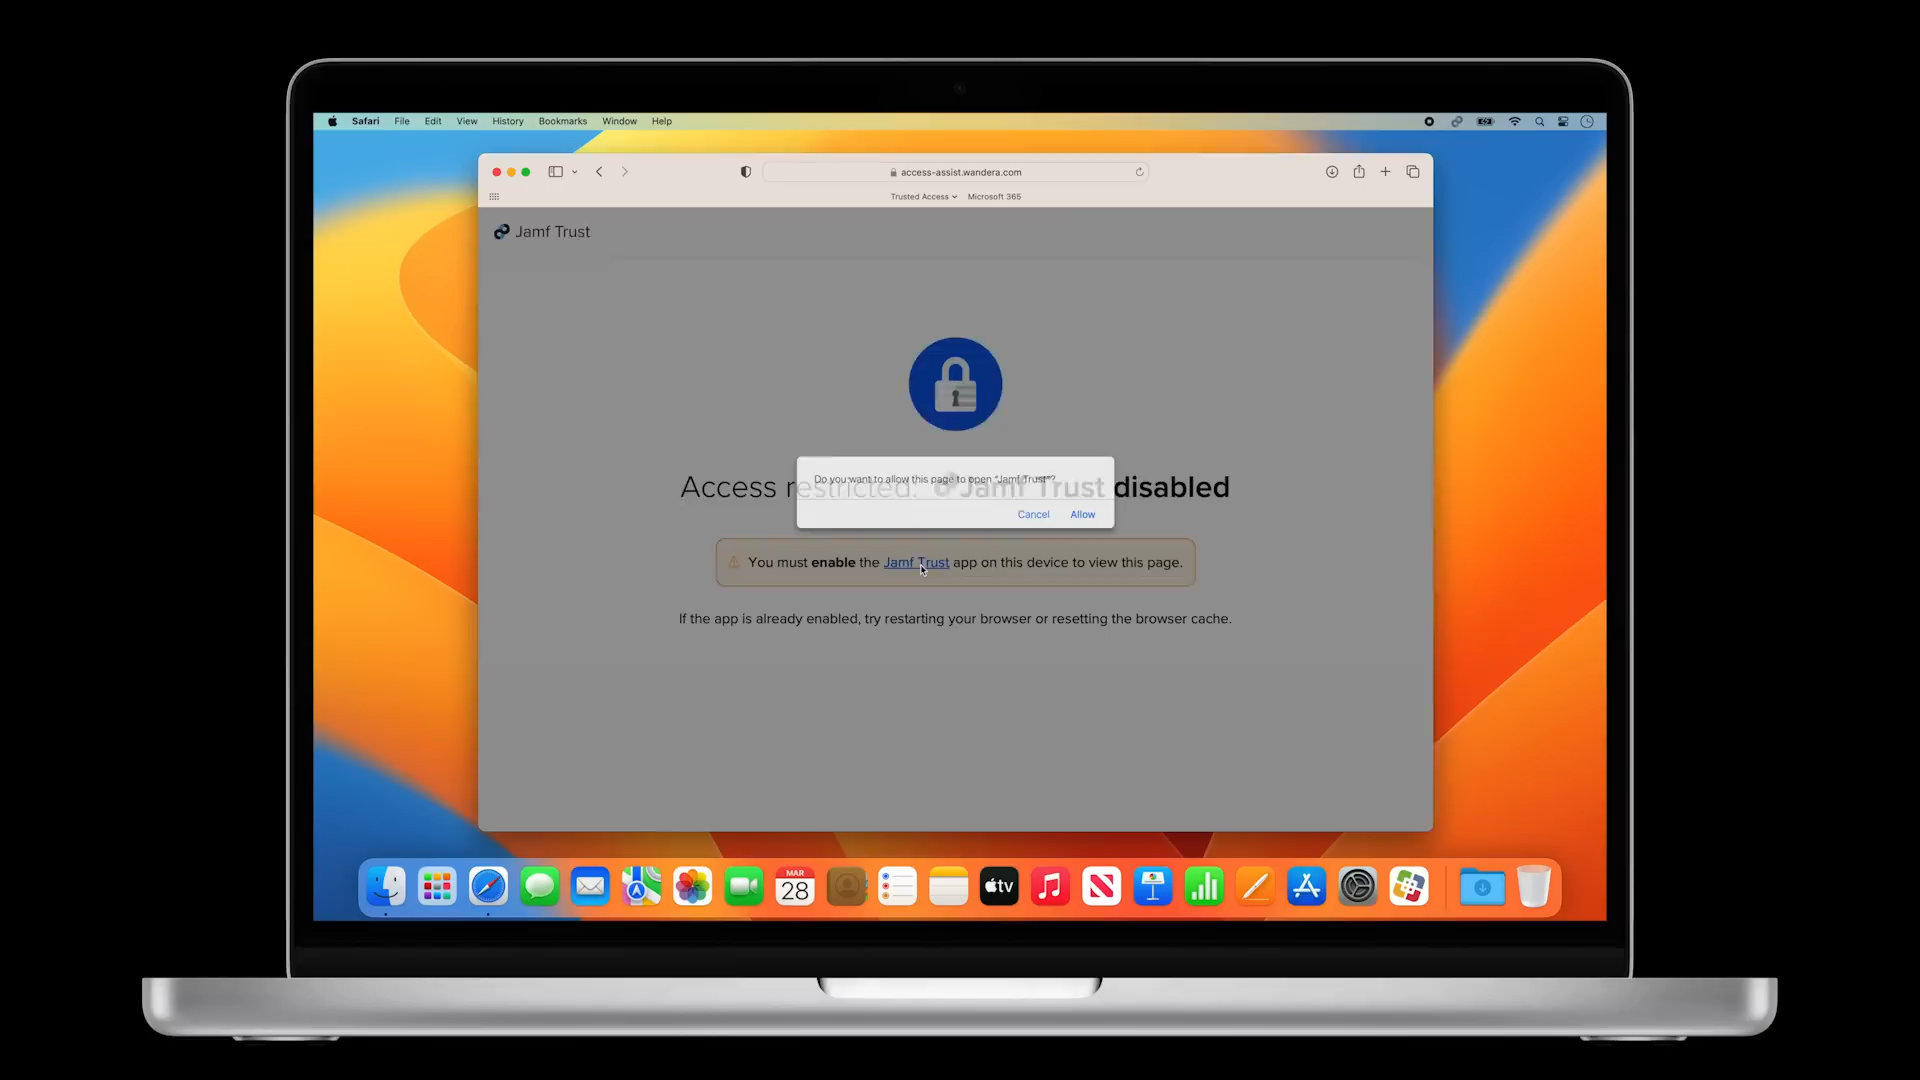 Safari File Edit View History Bookmarks Window Help
access-assist.wandera.com
Trusted Access Microsoft 365
Jamf Trust
Do you want to allow this page to open "Jamf Trust"?
Access restricted. Jamf Trust disabled
Cancel Allow
You must enable the Jamf Trust app on this device to view this page.
If the app is already enabled, try restarting your browser or resetting the browser cache.
MAR
28
tv